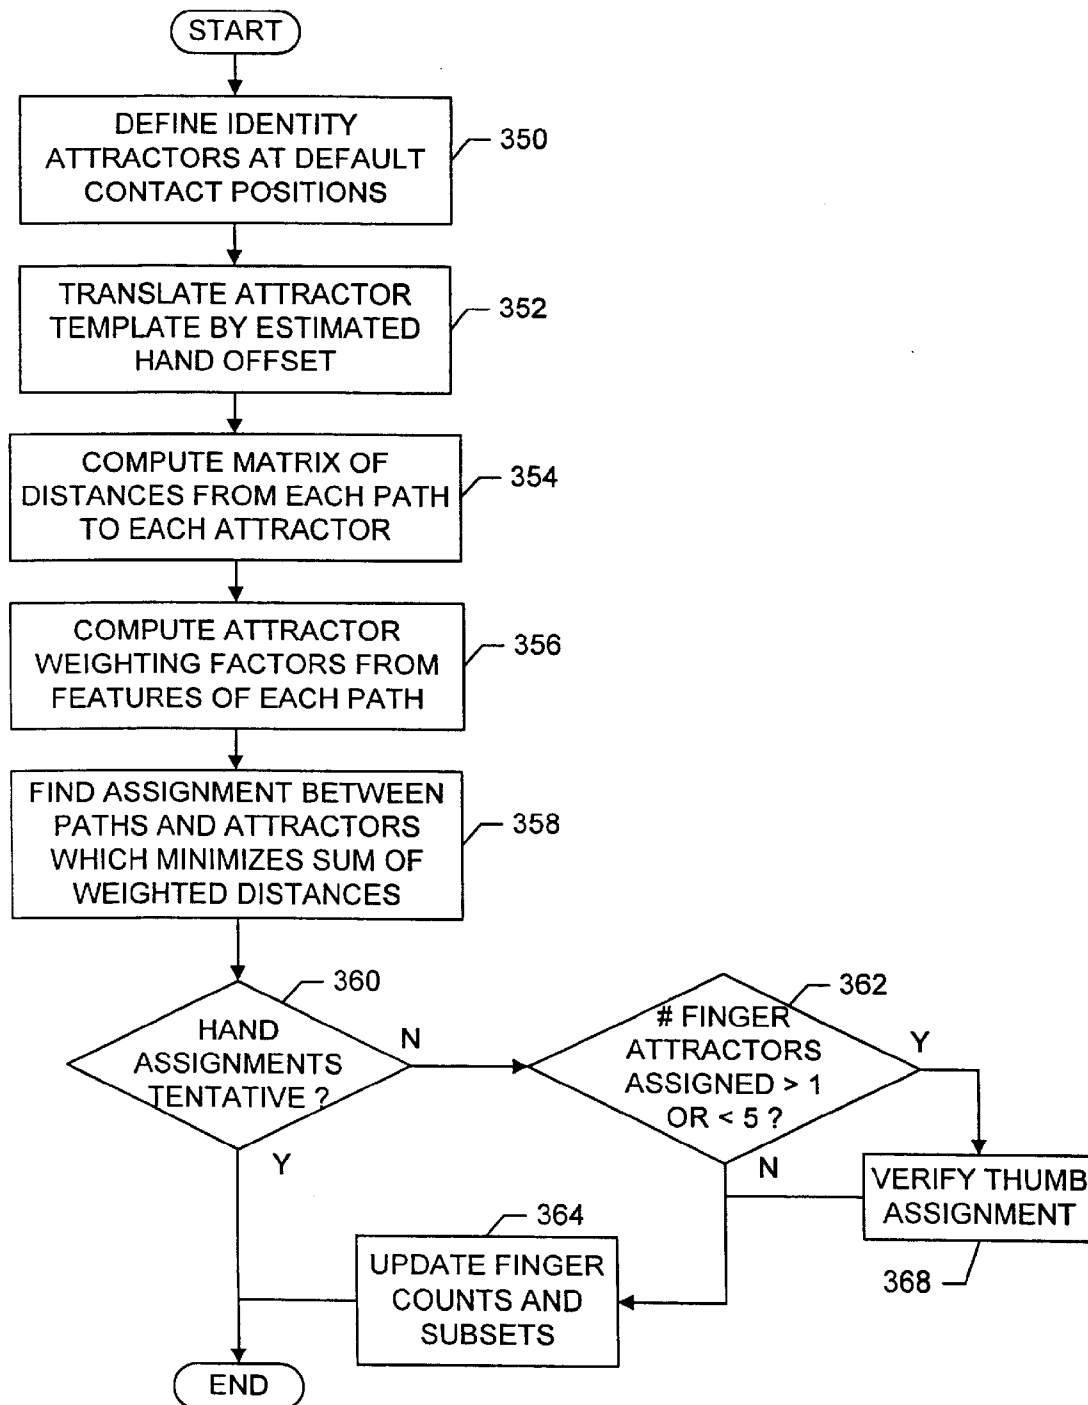 START
DEFINE IDENTITY
ATTRACTORS AT DEFAULT
CONTACT POSITIONS
350
TRANSLATE ATTRACTOR
TEMPLATE BY ESTIMATED
HAND OFFSET
352
COMPUTE MATRIX OF
DISTANCES FROM EACH PATH
TO EACH ATTRACTOR
354
COMPUTE ATTRACTOR
WEIGHTING FACTORS FROM
FEATURES OF EACH PATH
356
FIND ASSIGNMENT BETWEEN
PATHS AND ATTRACTORS
WHICH MINIMIZES SUM OF
WEIGHTED DISTANCES
358
360
HAND
ASSIGNMENTS
TENTATIVE ?
N
Y
362
# FINGER
ATTRACTORS
ASSIGNED > 1
OR < 5 ?
Y
N
VERIFY THUMB
ASSIGNMENT
368
364
UPDATE FINGER
COUNTS AND
SUBSETS
END